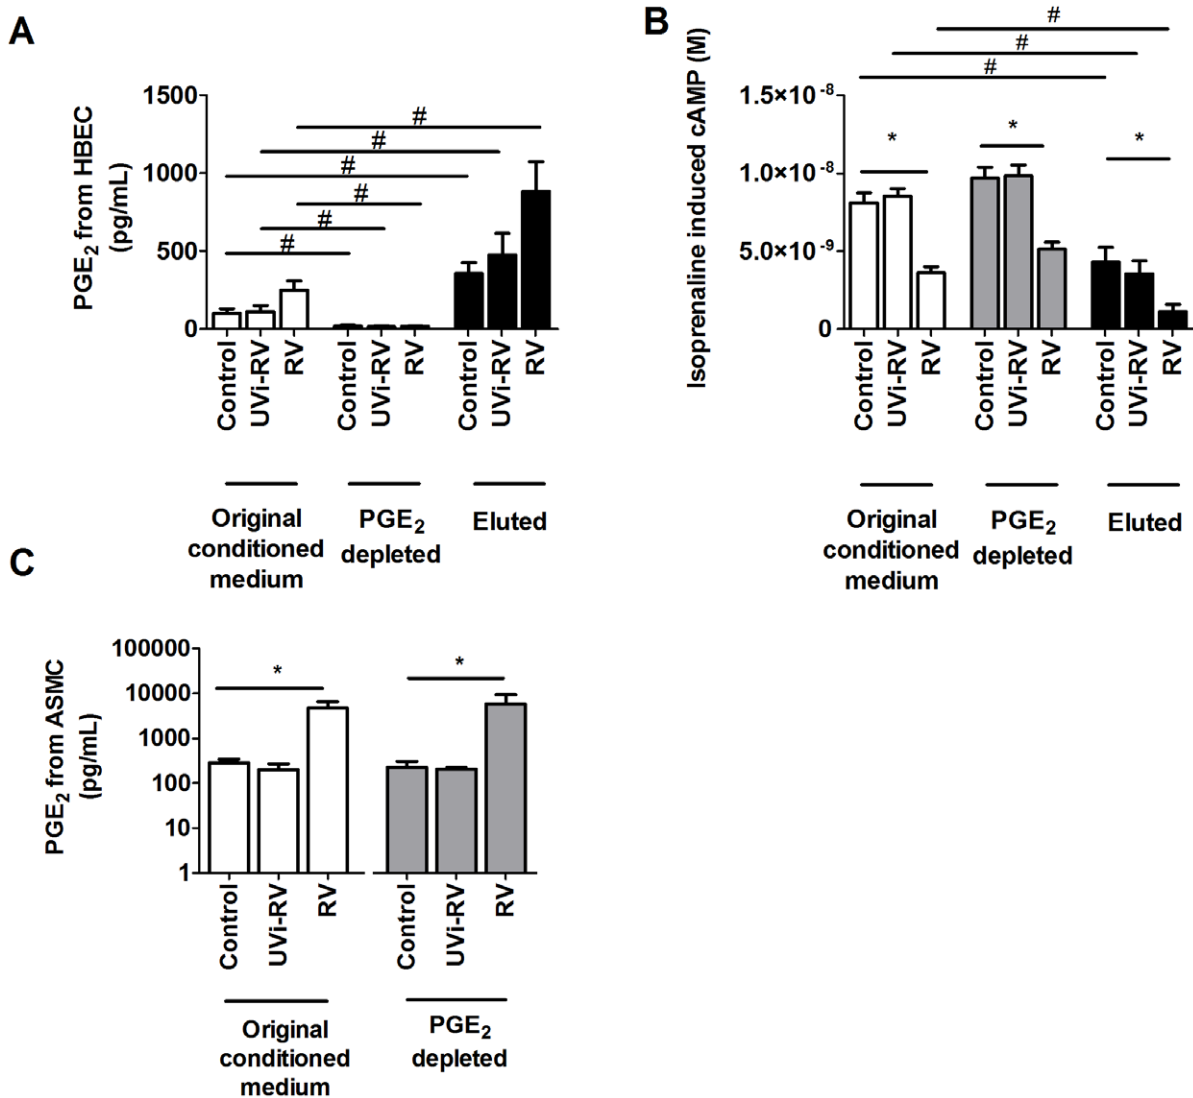 A
PGE2 from HBEC
(pg/mL)
1500
1000
500
0
#
#
#
#
#
#
Control
UVi-RV
RV
Control
UVi-RV
RV
Control
UVi-RV
RV
Original
conditioned
medium
PGE2
depleted
Eluted
B
Isoprenaline induced cAMP (M)
1.5×10-8
1.0×10-8
5.0×10-9
0
#
#
#
*
*
*
Control
UVi-RV
RV
Control
UVi-RV
RV
Control
UVi-RV
RV
Original
conditioned
medium
PGE2
depleted
Eluted
C
PGE2 from ASMC
(pg/mL)
100000
10000
1000
100
10
1
*
*
Control
UVi-RV
RV
Control
UVi-RV
RV
Original
conditioned
medium
PGE2
depleted